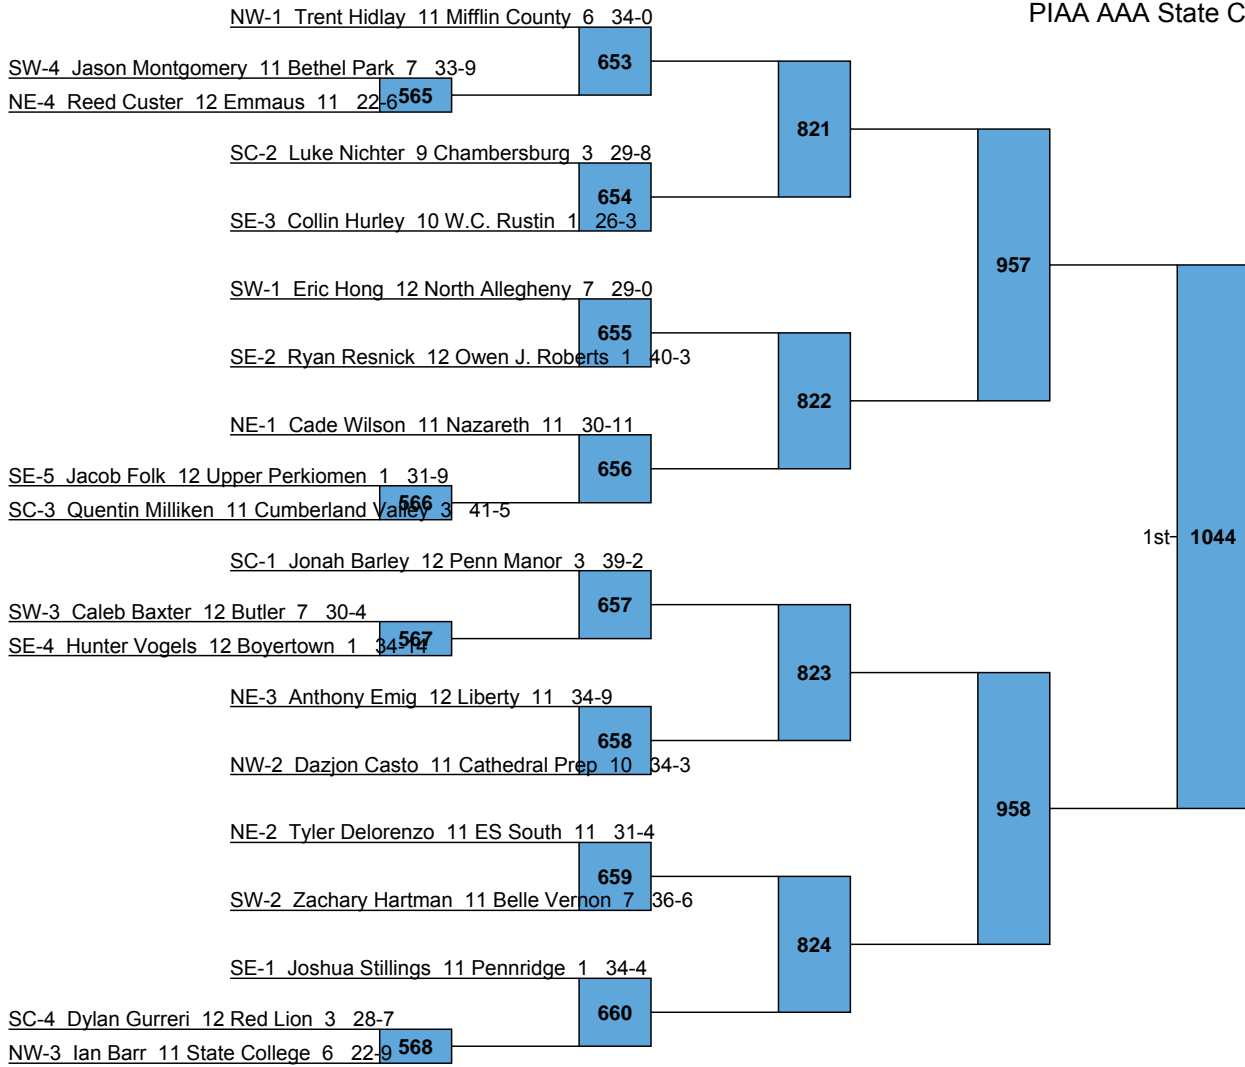 NW-1 Trent Hidlay 11 Mifflin County 6 34-0
PIAA AAA State C
653
SW-4 Jason Montgomery 11 Bethel Park 7 33-9
565
NE-4 Reed Custer 12 Emmaus 11 22-6
821
SC-2 Luke Nichter 9 Chambersburg 3 29-8
654
SE-3 Collin Hurley 10 W.C. Rustin 1 26-3
957
SW-1 Eric Hong 12 North Allegheny 7 29-0
655
SE-2 Ryan Resnick 12 Owen J. Roberts 1 40-3
822
NE-1 Cade Wilson 11 Nazareth 11 30-11
656
SE-5 Jacob Folk 12 Upper Perkiomen 1 31-9
566
SC-3 Quentin Milliken 11 Cumberland Valley 3 41-5
1st
1044
SC-1 Jonah Barley 12 Penn Manor 3 39-2
657
SW-3 Caleb Baxter 12 Butler 7 30-4
567
SE-4 Hunter Vogels 12 Boyertown 1 34-14
823
NE-3 Anthony Emig 12 Liberty 11 34-9
658
NW-2 Dazjon Casto 11 Cathedral Prep 10 34-3
958
NE-2 Tyler Delorenzo 11 ES South 11 31-4
659
SW-2 Zachary Hartman 11 Belle Vernon 7 36-6
824
SE-1 Joshua Stillings 11 Pennridge 1 34-4
660
SC-4 Dylan Gurreri 12 Red Lion 3 28-7
568
NW-3 Ian Barr 11 State College 6 22-9